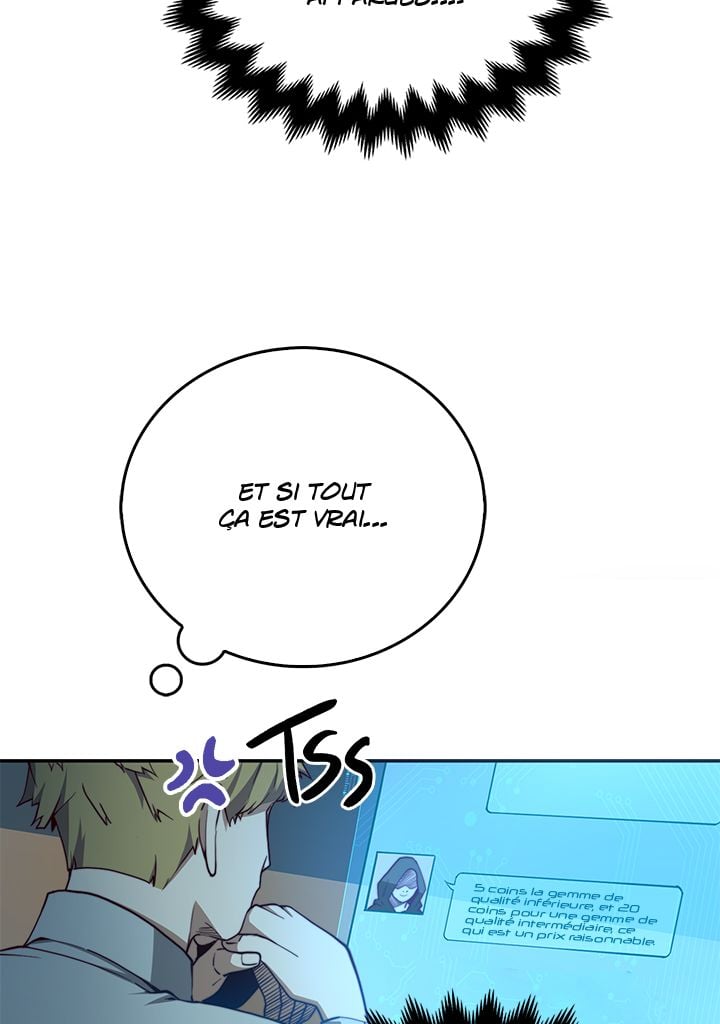 ET SI TOUT
ÇA EST VRAI...
TSS
5 coins la gemme de
qualité inférieure, et 20
coins pour une gemme de
qualité intermédiaire, ce
qui est un prix raisonnable.